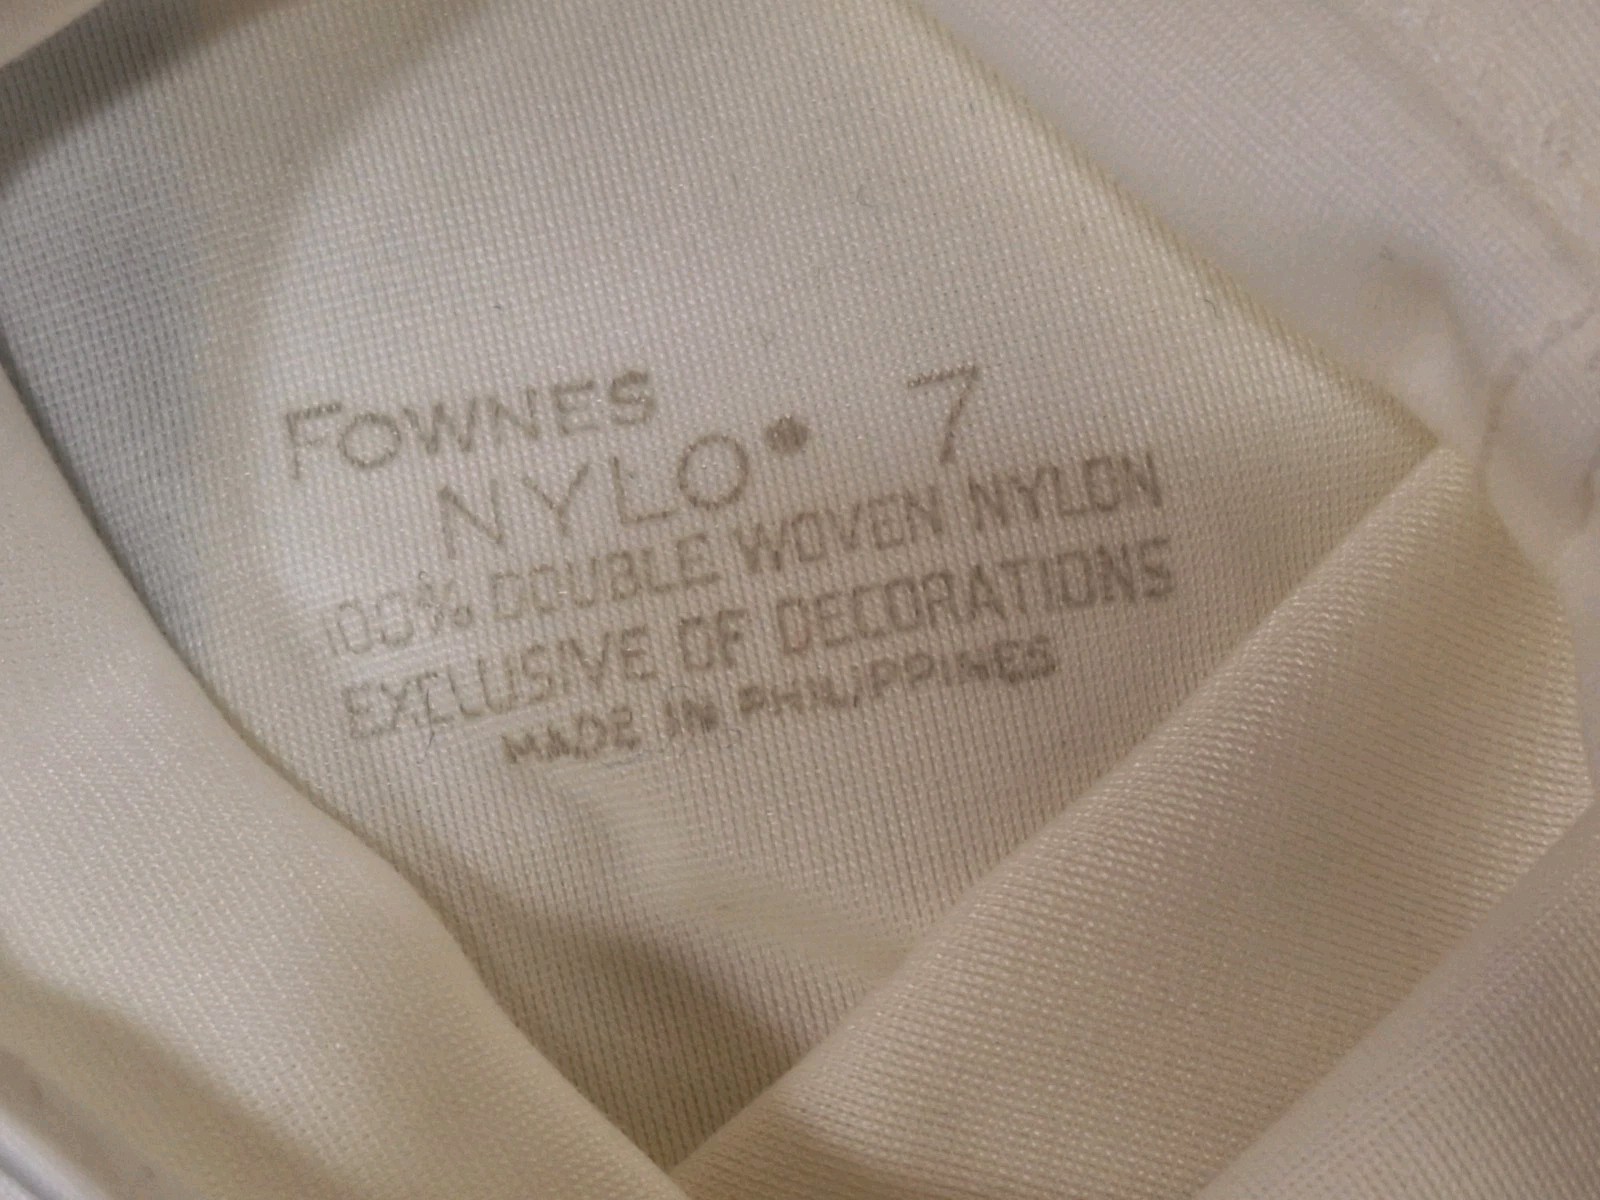 FOWNES
NYLO® 7
100% DOUBLE WOVEN NYLON
EXCLUSIVE OF DECORATIONS
MADE IN PHILIPPINES